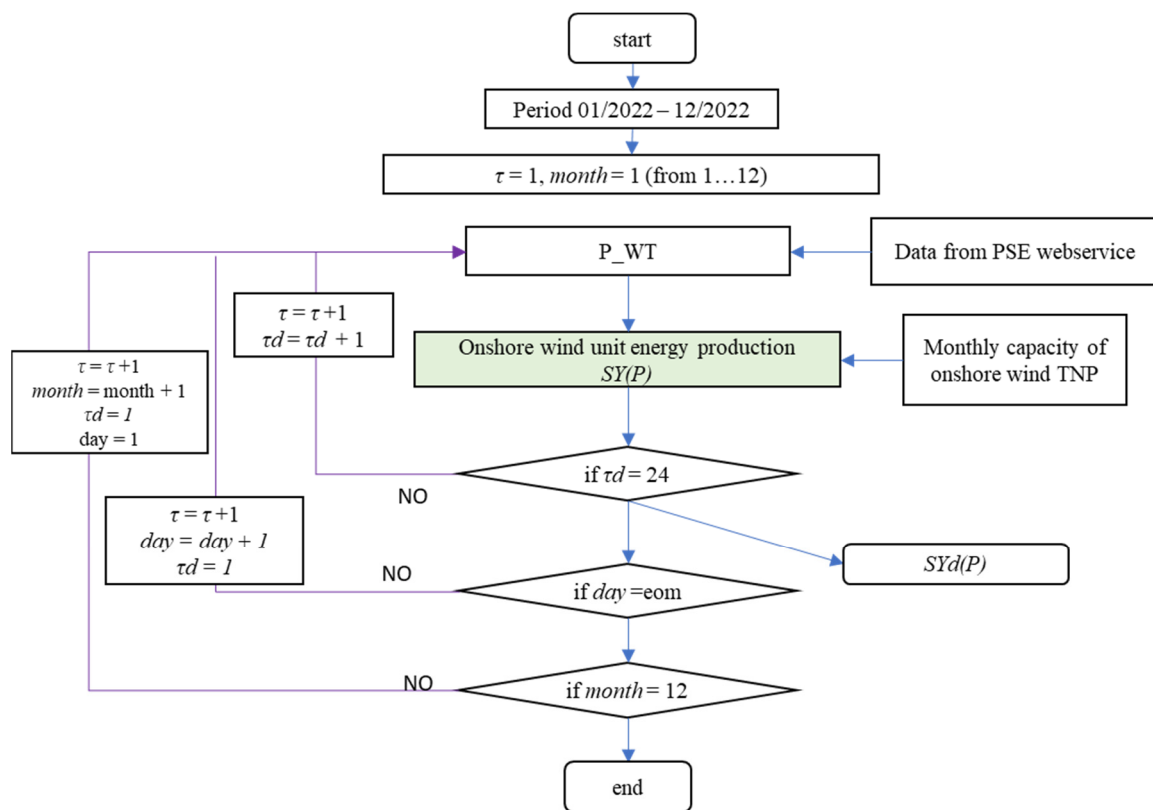 start
Period 01/2022 – 12/2022
τ = 1, month = 1 (from 1…12)
P_WT
Data from PSE webservice
τ = τ +1
τd = τd + 1
Onshore wind unit energy production
SY(P)
Monthly capacity of
onshore wind TNP
τ = τ +1
month = month + 1
τd = 1
day = 1
if τd = 24
NO
τ = τ +1
day = day + 1
τd = 1
SYd(P)
NO
if day =eom
NO
if month = 12
end